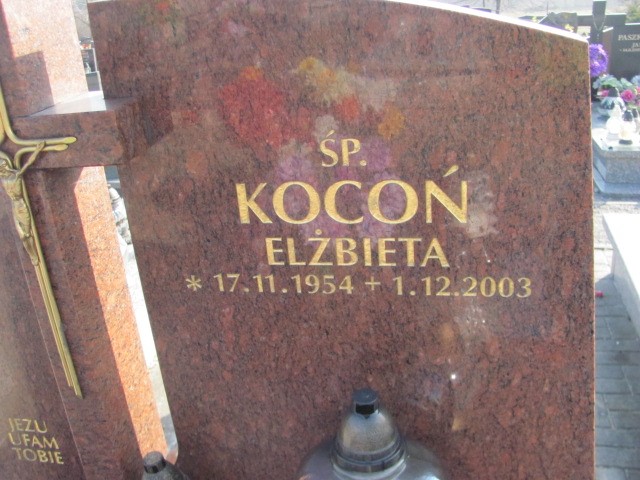 ŚP.
KOCOŃ
ELŻBIETA
* 17.11.1954 + 1.12.2003
JEZU
UFAM
TOBIE